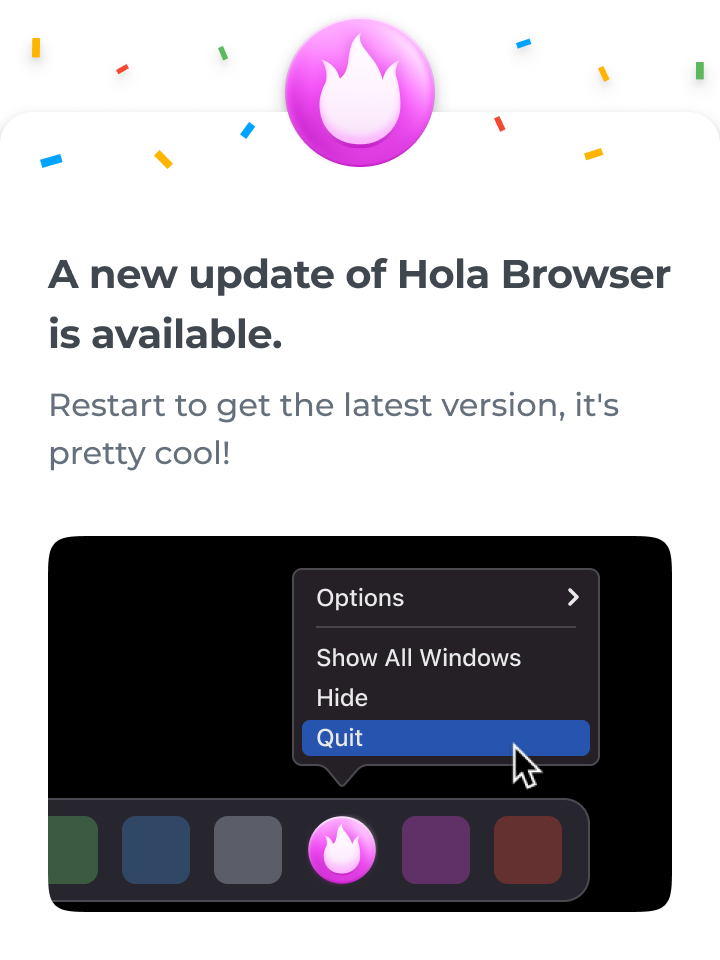 A new update of Hola Browser
is available.
Restart to get the latest version, it's
pretty cool!
Options
Show All Windows
Hide
Quit